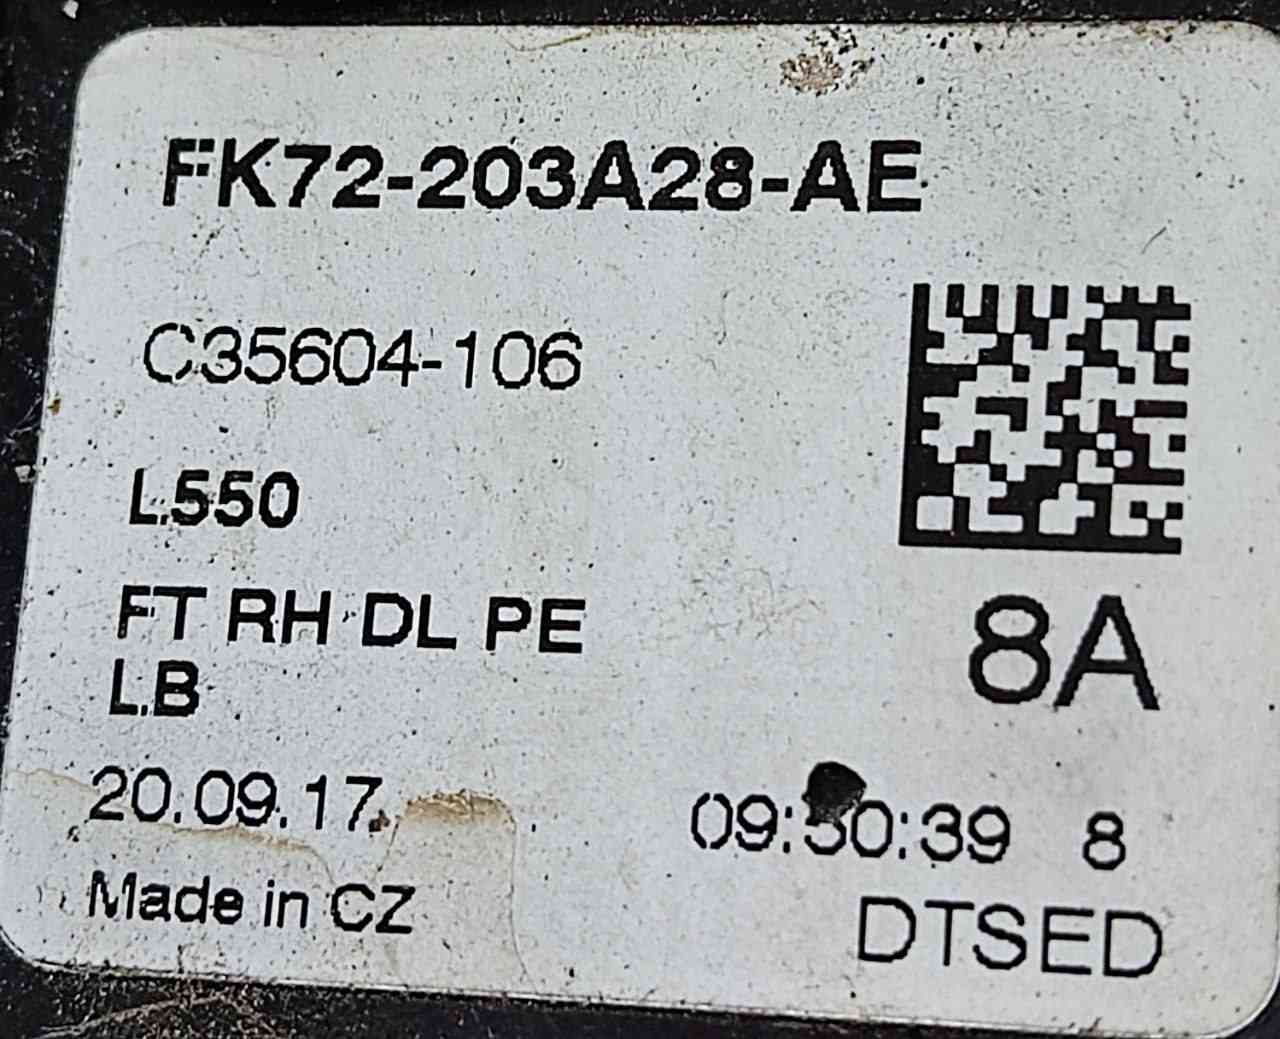 FK72-203A28-AE
C35604-106
L550
FT RH DL PE
LB
8A
20.09.17
09:50:39 8
Made in CZ
DTSED